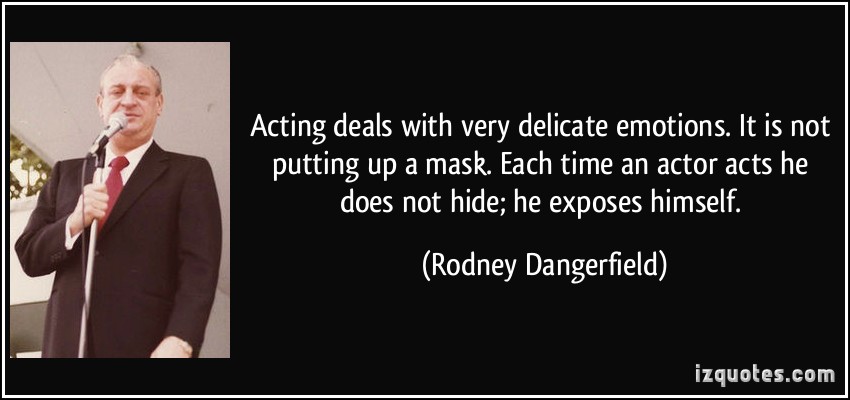 Acting deals with very delicate emotions. It is not
putting up a mask. Each time an actor acts he
does not hide; he exposes himself.
(Rodney Dangerfield)
izquotes.com